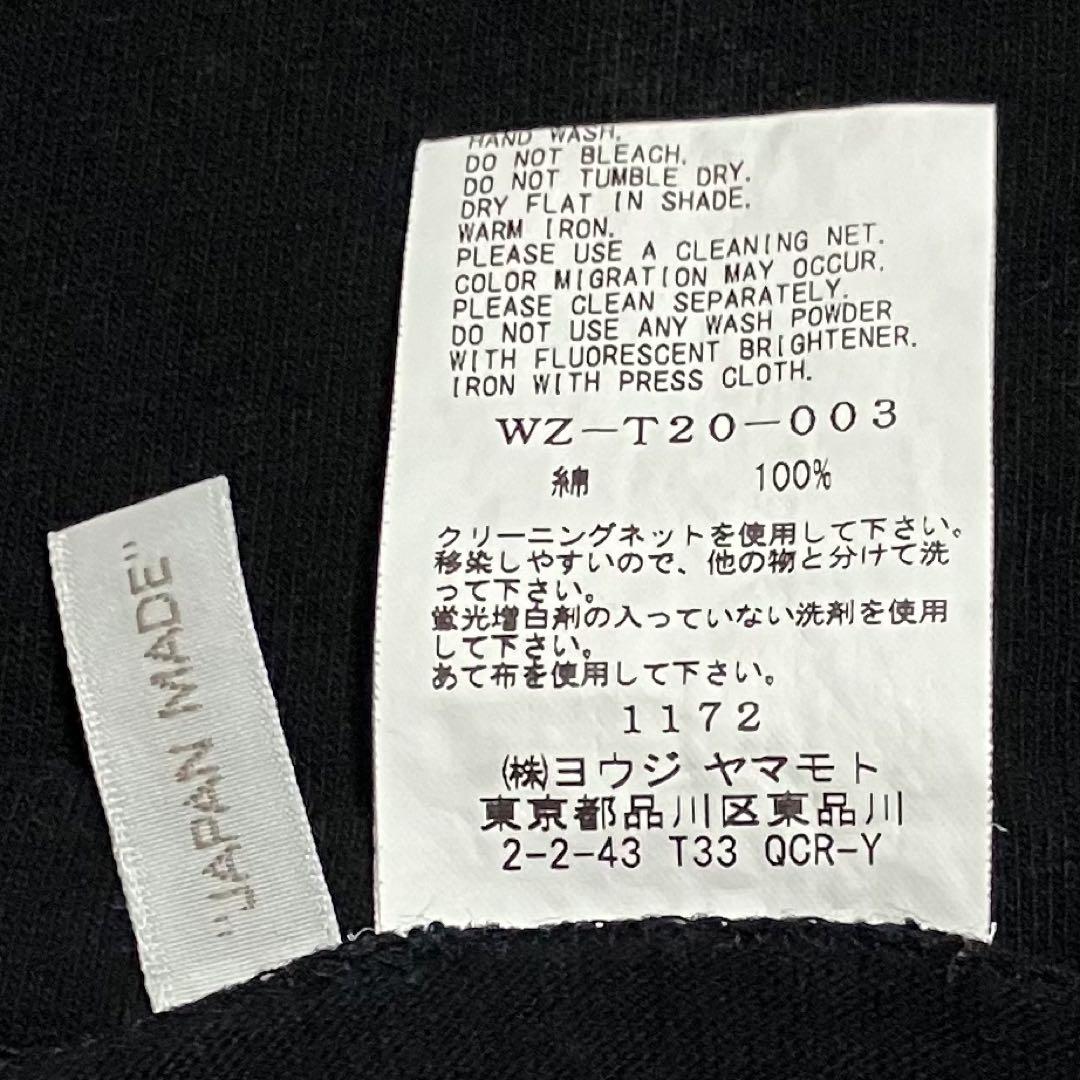 HAND WASH.
DO NOT BLEACH.
DO NOT TUMBLE DRY.
DRY FLAT IN SHADE.
WARM IRON.
PLEASE USE A CLEANING NET.
COLOR MIGRATION MAY OCCUR.
PLEASE CLEAN SEPARATELY.
DO NOT USE ANY WASH POWDER
WITH FLUORESCENT BRIGHTENER.
IRON WITH PRESS CLOTH.
WZ-T20-003
綿 100%
クリーニングネットを使用して下さい。
移染しやすいので、他の物と分けて洗
って下さい。
蛍光増白剤の入っていない洗剤を使用
して下さい。
あて布を使用して下さい。
1172
(株)ヨウジ ヤマモト
東京都品川区東品川
2-2-43 T33 QCR-Y
"JAPAN MADE"